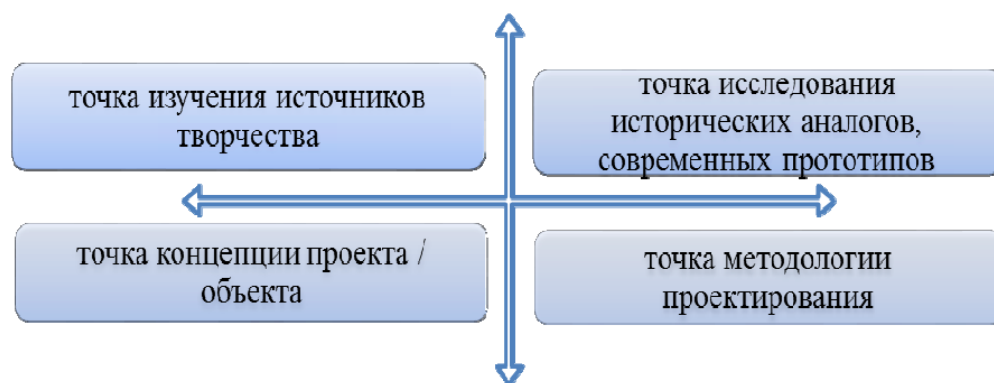 точка изучения источников
творчества
точка исследования
исторических аналогов,
современных прототипов
точка концепции проекта /
объекта
точка методологии
проектирования